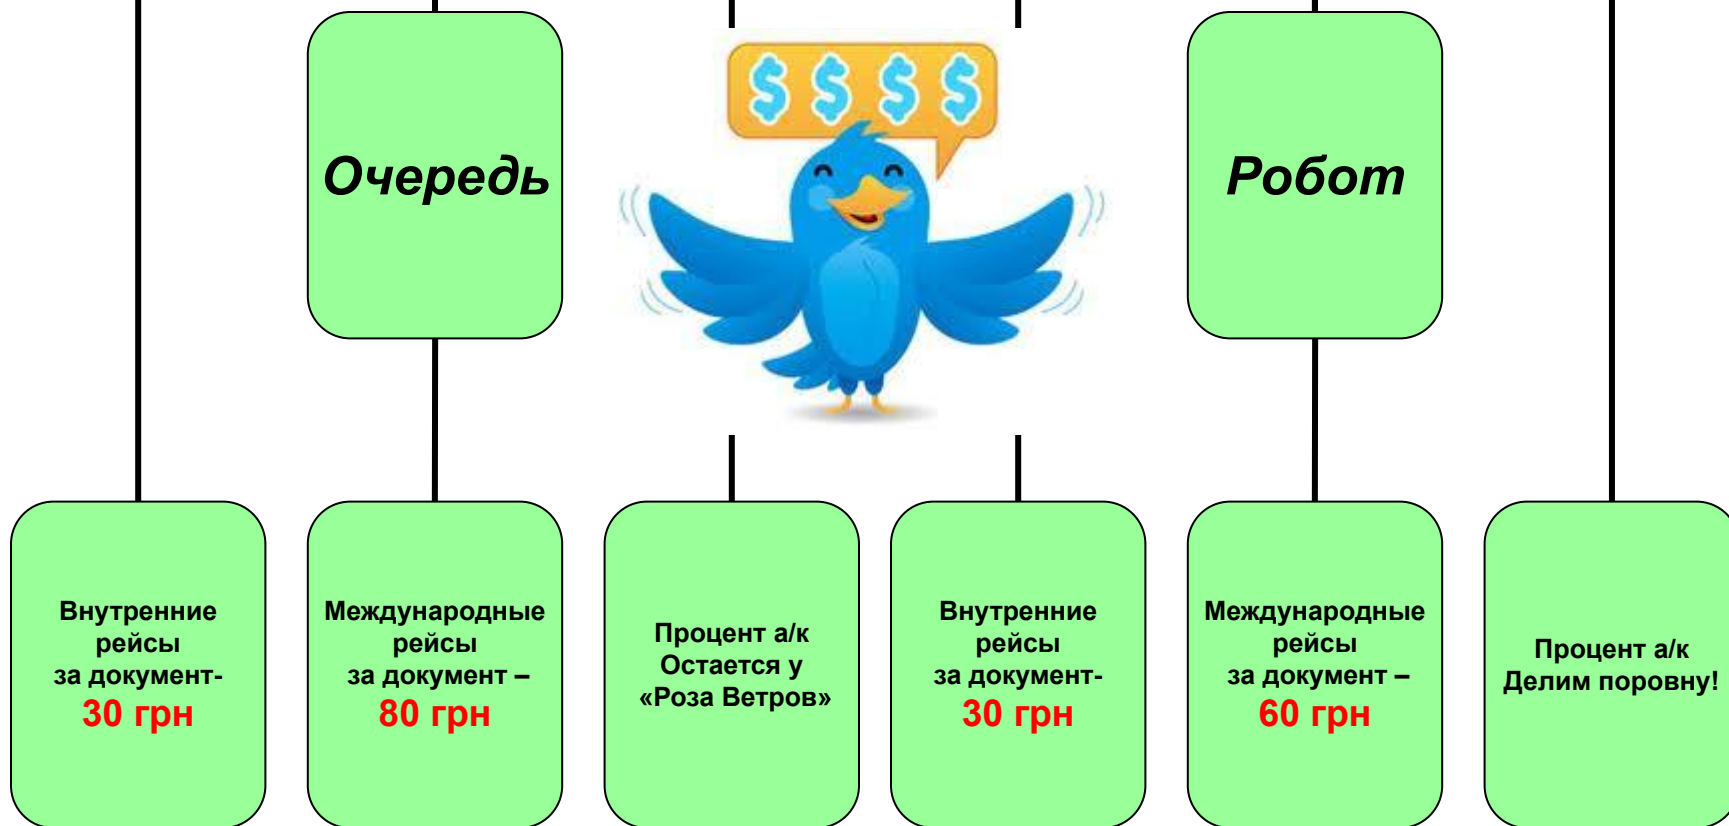 $ $ $ $
Очередь
Робот
Внутренние
рейсы
за документ-
30 грн
Международные
рейсы
за документ –
80 грн
Процент а/к
Остается у
«Роза Ветров»
Внутренние
рейсы
за документ-
30 грн
Международные
рейсы
за документ –
60 грн
Процент а/к
Делим поровну!